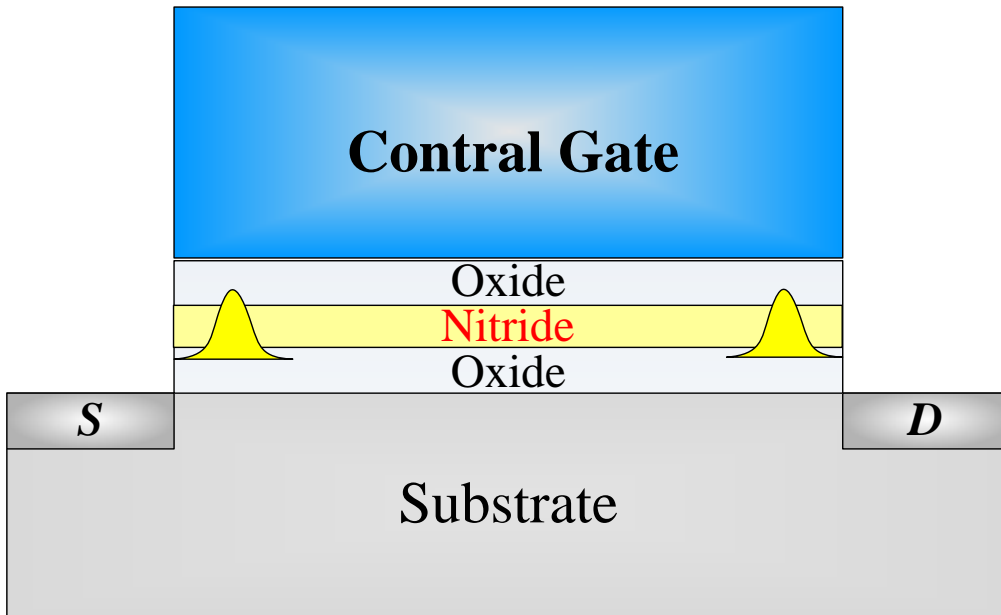 Contral Gate
Oxide
Nitride
Oxide
S
D
Substrate